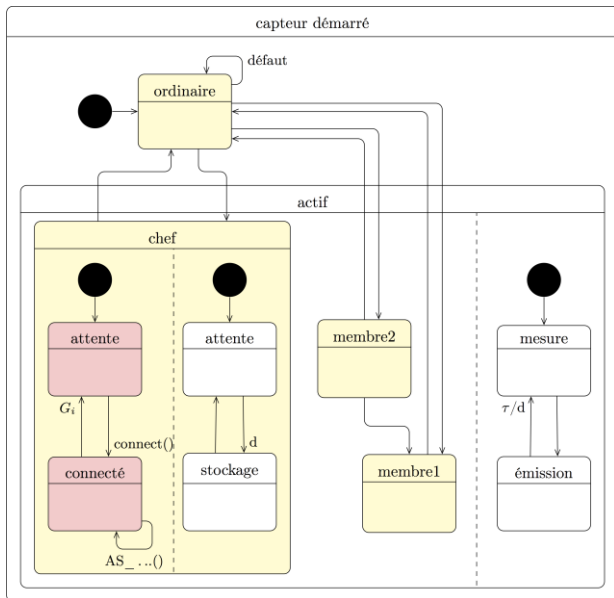 capteur démarré
défaut
ordinaire
actif
chef
attente
attente
membre2
mesure
G_i
τ/d
connect()
d
connecté
stockage
membre1
émission
AS_ ...()